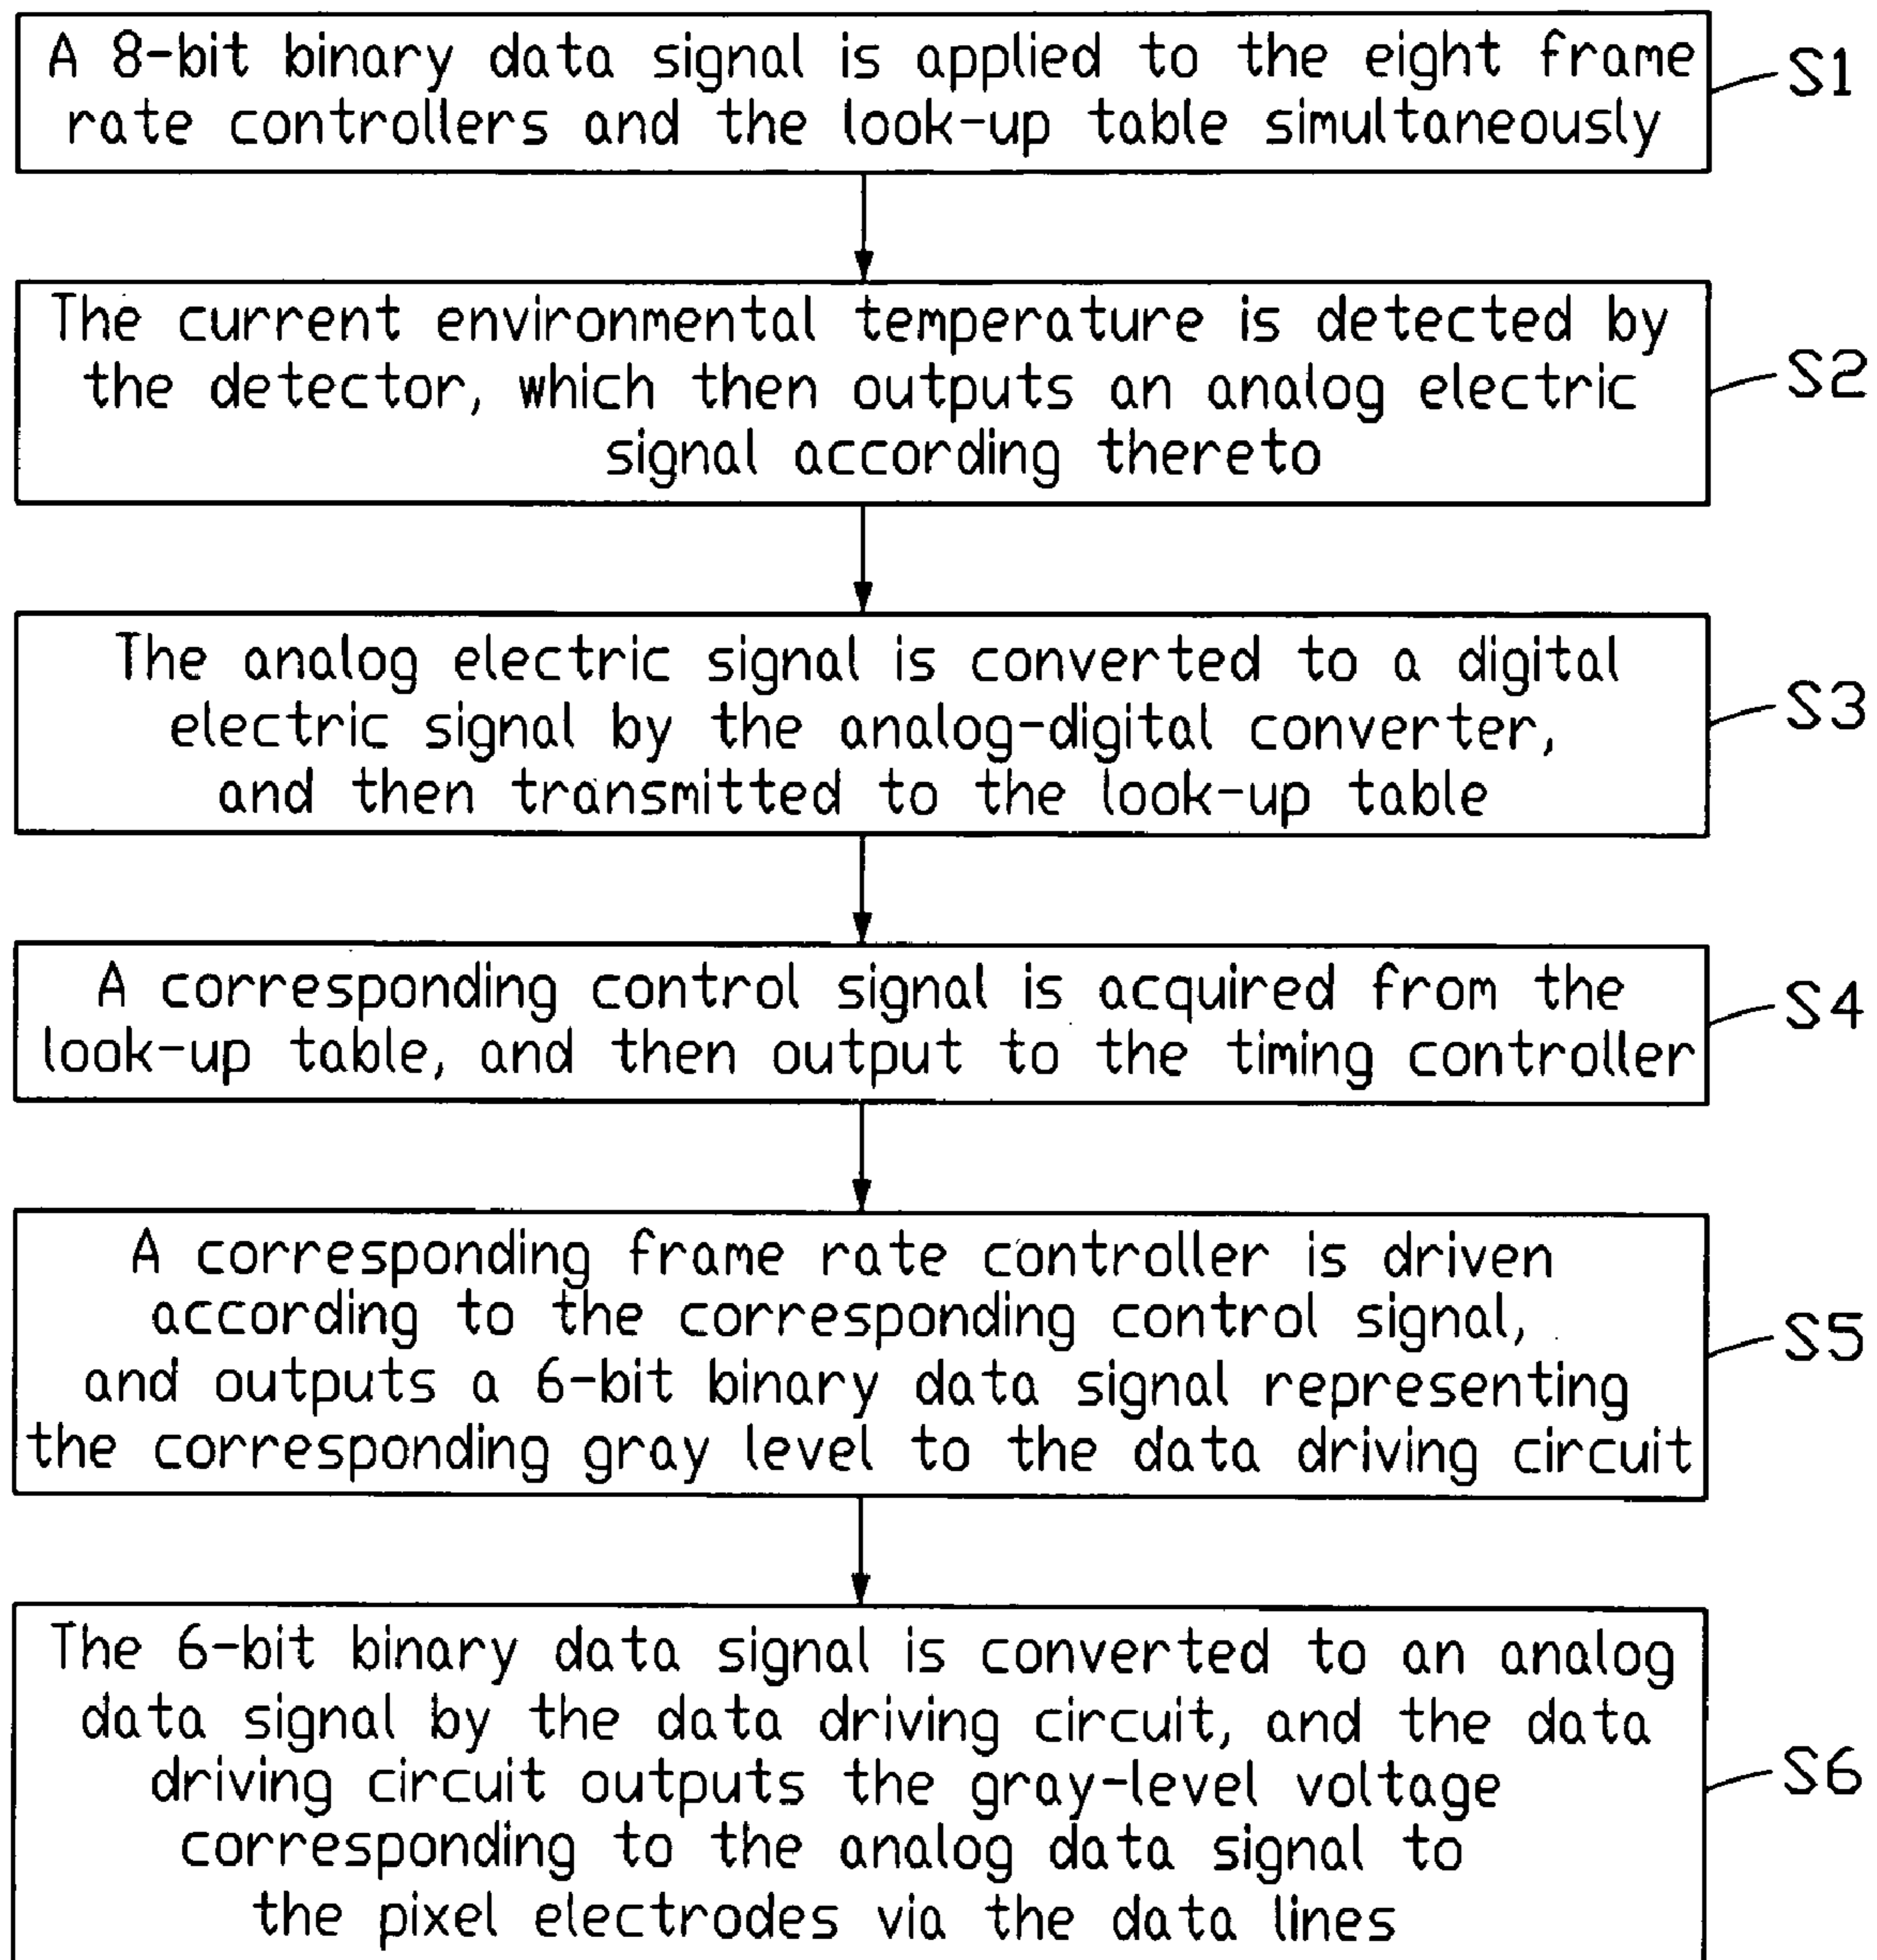 A 8-bit binary data signal is applied to the eight frame
rate controllers and the look-up table simultaneously
S1
The current environmental temperature is detected by
the detector, which then outputs an analog electric
signal according thereto
S2
The analog electric signal is converted to a digital
electric signal by the analog-digital converter,
and then transmitted to the look-up table
S3
A corresponding control signal is acquired from the
look-up table, and then output to the timing controller
S4
A corresponding frame rate controller is driven
according to the corresponding control signal,
and outputs a 6-bit binary data signal representing
the corresponding gray level to the data driving circuit
S5
The 6-bit binary data signal is converted to an analog
data signal by the data driving circuit, and the data
driving circuit outputs the gray-level voltage
corresponding to the analog data signal to
the pixel electrodes via the data lines
S6